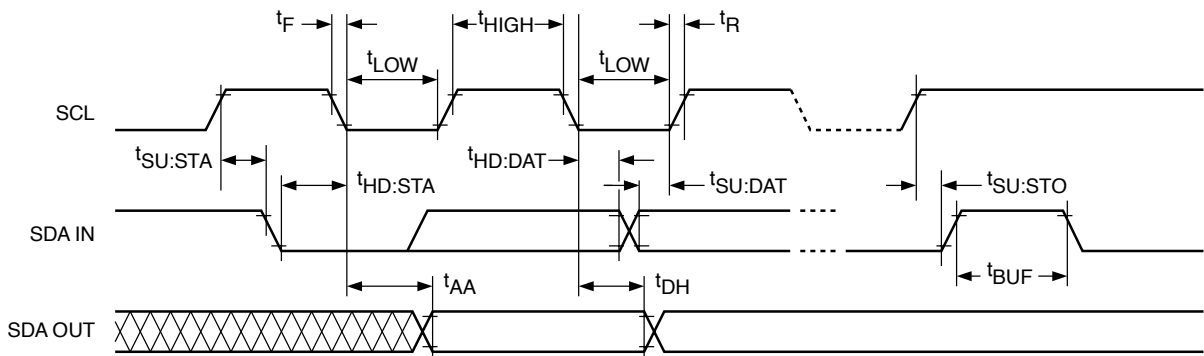 tF
tHIGH
tR
tLOW
tLOW
SCL
tSU:STA
tHD:STA
tHD:DAT
tSU:DAT
tSU:STO
SDA IN
tAA
tDH
tBUF
SDA OUT